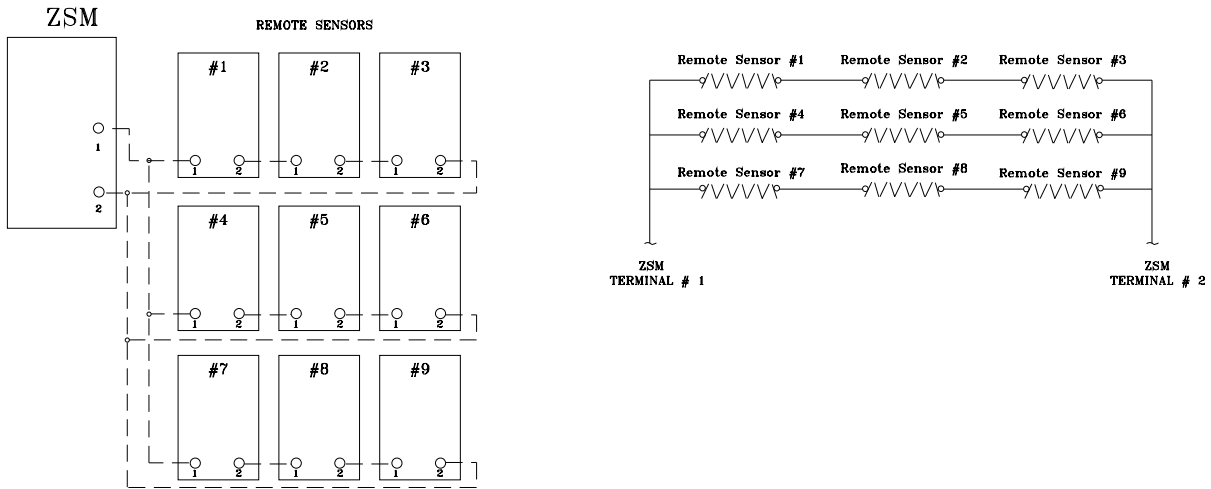 ZSM
REMOTE SENSORS
#1 #2 #3
1
1 2 1 2 1 2
2
#4 #5 #6
1 2 1 2 1 2
#7 #8 #9
1 2 1 2 1 2
Remote Sensor #1 Remote Sensor #2 Remote Sensor #3
Remote Sensor #4 Remote Sensor #5 Remote Sensor #6
Remote Sensor #7 Remote Sensor #8 Remote Sensor #9
ZSM
TERMINAL # 1
ZSM
TERMINAL # 2